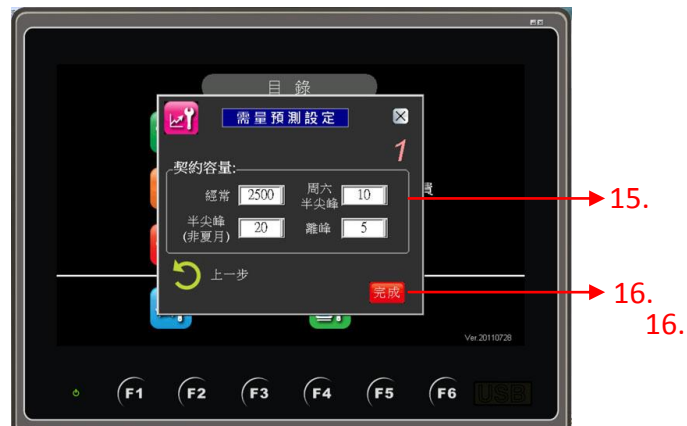 目 錄
需量預測設定
1
契約容量:
經常 2500 周六半尖峰 10
半尖峰(非夏月) 20 離峰 5
費
上一步
完成
Ver.20110728
F1 F2 F3 F4 F5 F6 USB
15.
16.
16.